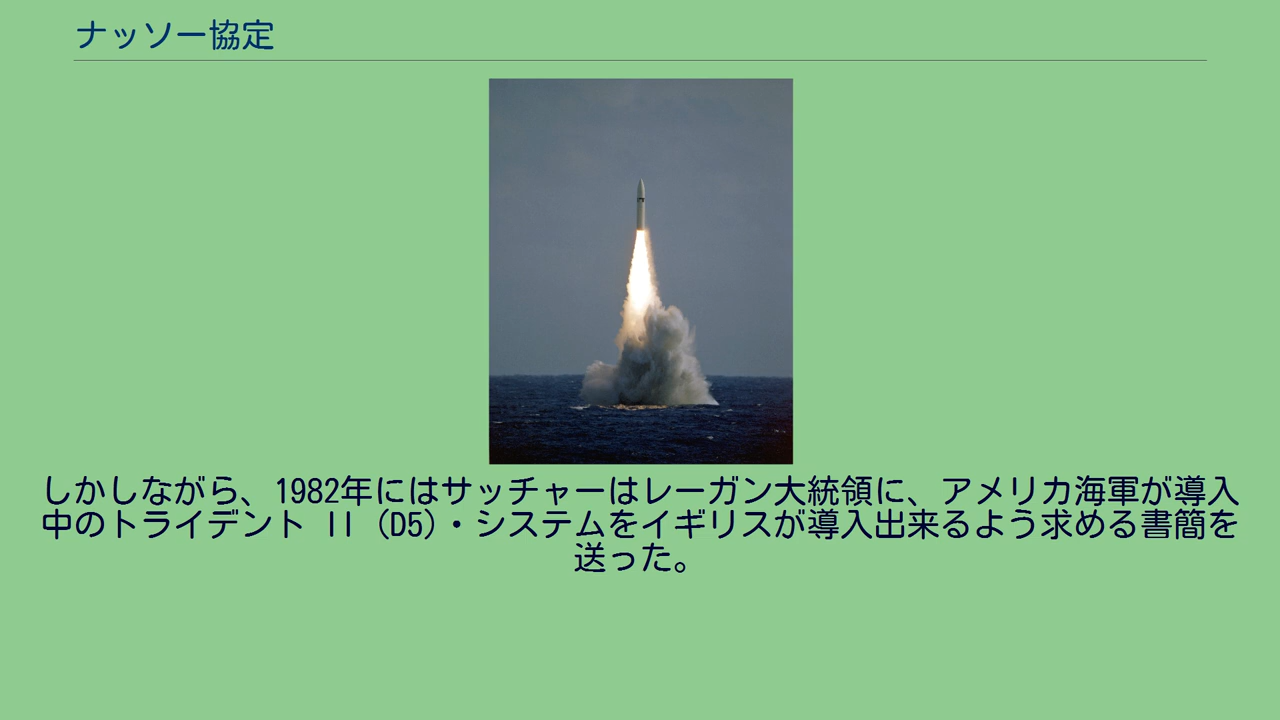 ナッソー協定
しかしながら、1982年にはサッチャーはレーガン大統領に、アメリカ海軍が導入
中のトライデント II (D5)・システムをイギリスが導入出来るよう求める書簡を
送った。